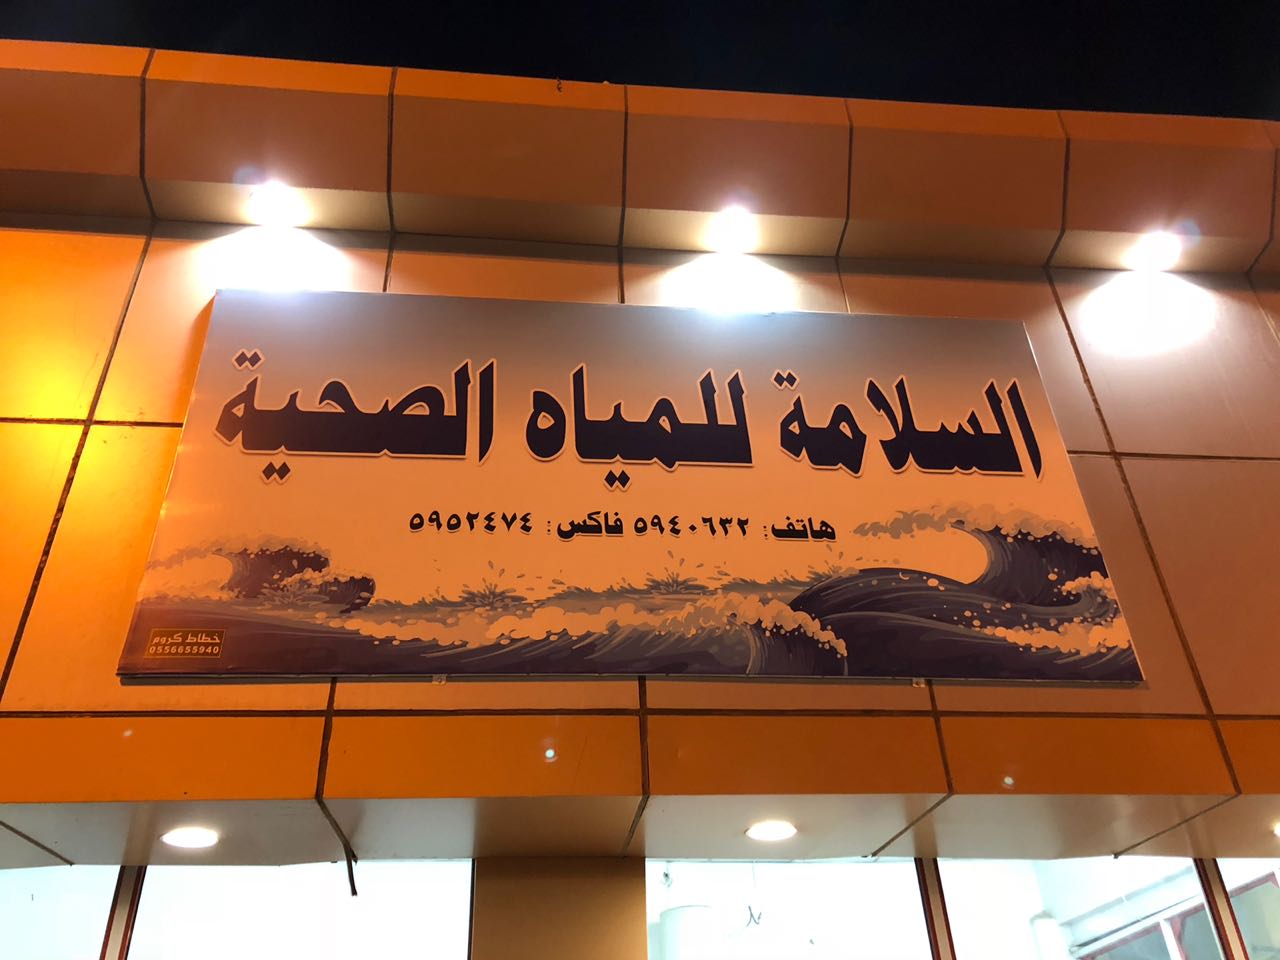 السلامة للمياه الصحية
هاتف: ٥٩٤٠٦٣٢ فاكس: ٥٩٥٢٤٧٤
خطاط كروم
0556655940